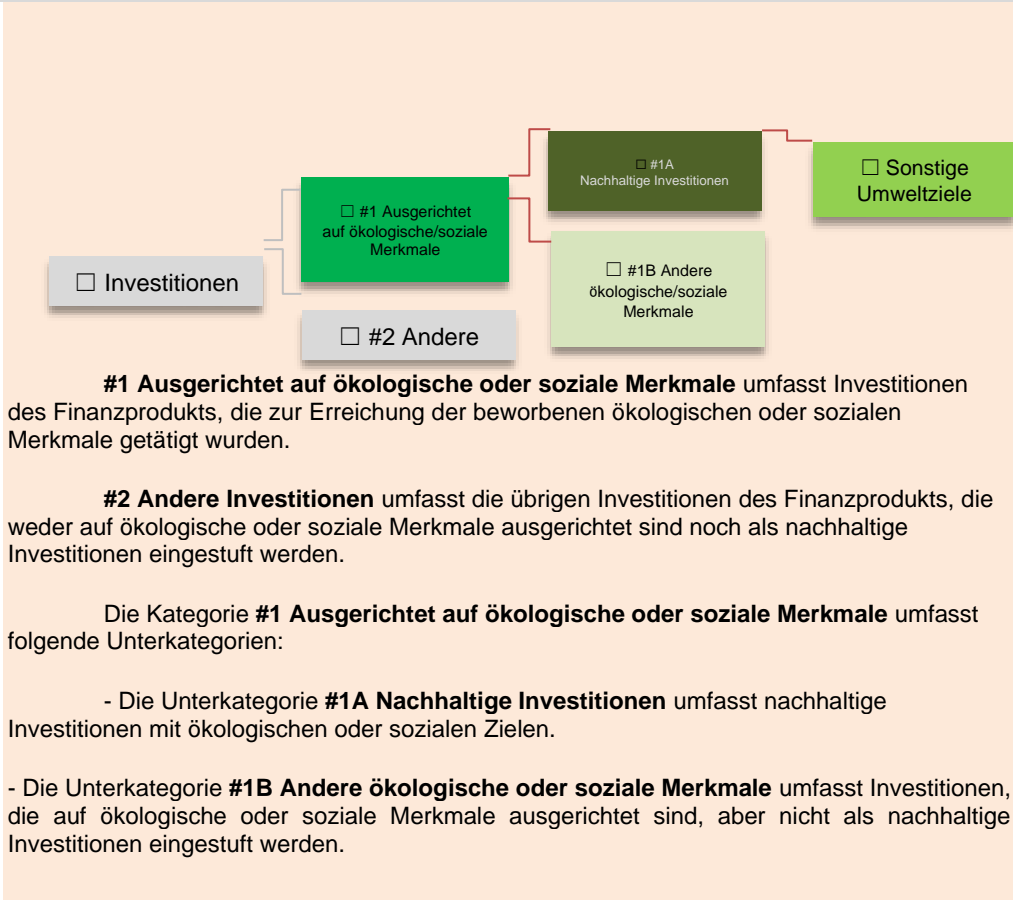 ☐ #1A
Nachhaltige Investitionen
☐ Sonstige
Umweltziele
☐ #1 Ausgerichtet
auf ökologische/soziale
Merkmale
☐ #1B Andere
ökologische/soziale
Merkmale
☐ Investitionen
☐ #2 Andere
#1 Ausgerichtet auf ökologische oder soziale Merkmale umfasst Investitionen
des Finanzprodukts, die zur Erreichung der beworbenen ökologischen oder sozialen
Merkmale getätigt wurden.
#2 Andere Investitionen umfasst die übrigen Investitionen des Finanzprodukts, die
weder auf ökologische oder soziale Merkmale ausgerichtet sind noch als nachhaltige
Investitionen eingestuft werden.
Die Kategorie #1 Ausgerichtet auf ökologische oder soziale Merkmale umfasst
folgende Unterkategorien:
- Die Unterkategorie #1A Nachhaltige Investitionen umfasst nachhaltige
Investitionen mit ökologischen oder sozialen Zielen.
- Die Unterkategorie #1B Andere ökologische oder soziale Merkmale umfasst Investitionen,
die auf ökologische oder soziale Merkmale ausgerichtet sind, aber nicht als nachhaltige
Investitionen eingestuft werden.